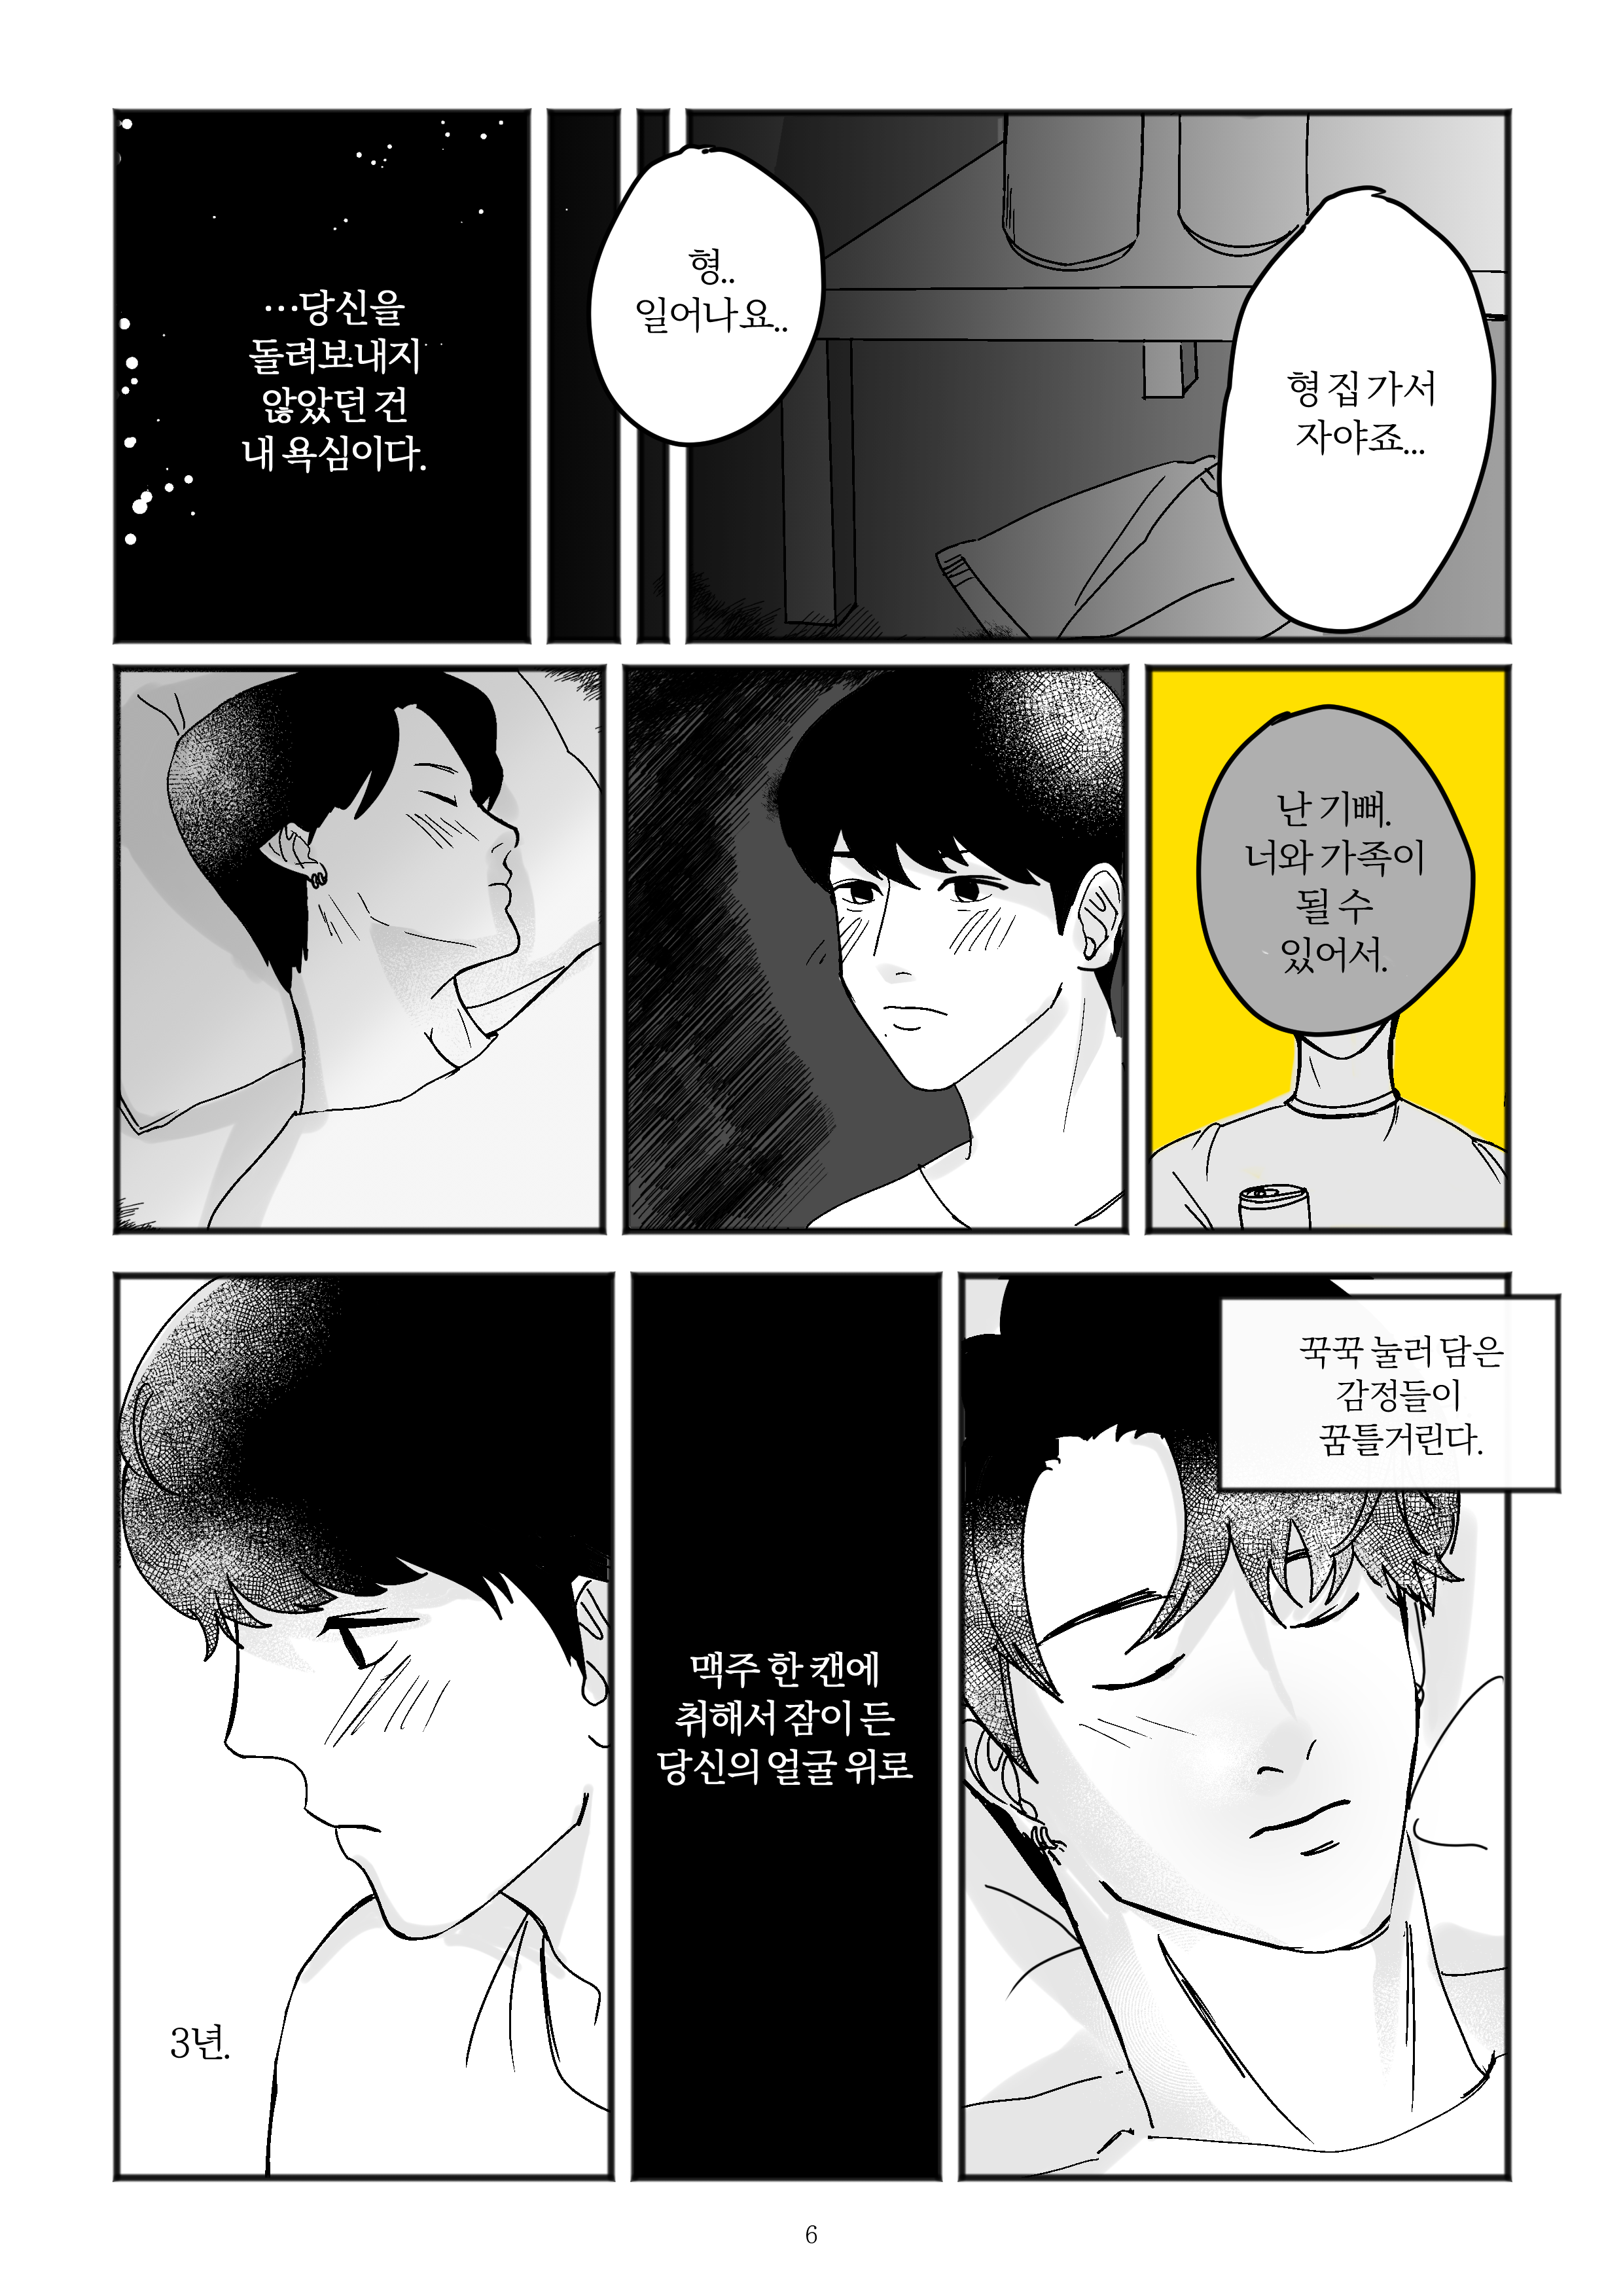 …당신을
돌려보내지
않았던 건
내 욕심이다.
형..
일어나요..
형 집 가서
자야죠...
난 기뻐.
너와 가족이
될 수
있어서.
3년.
맥주 한 캔에
취해서 잠이 든
당신의 얼굴 위로
꾹꾹 눌러 담은
감정들이
꿈틀거린다.
6